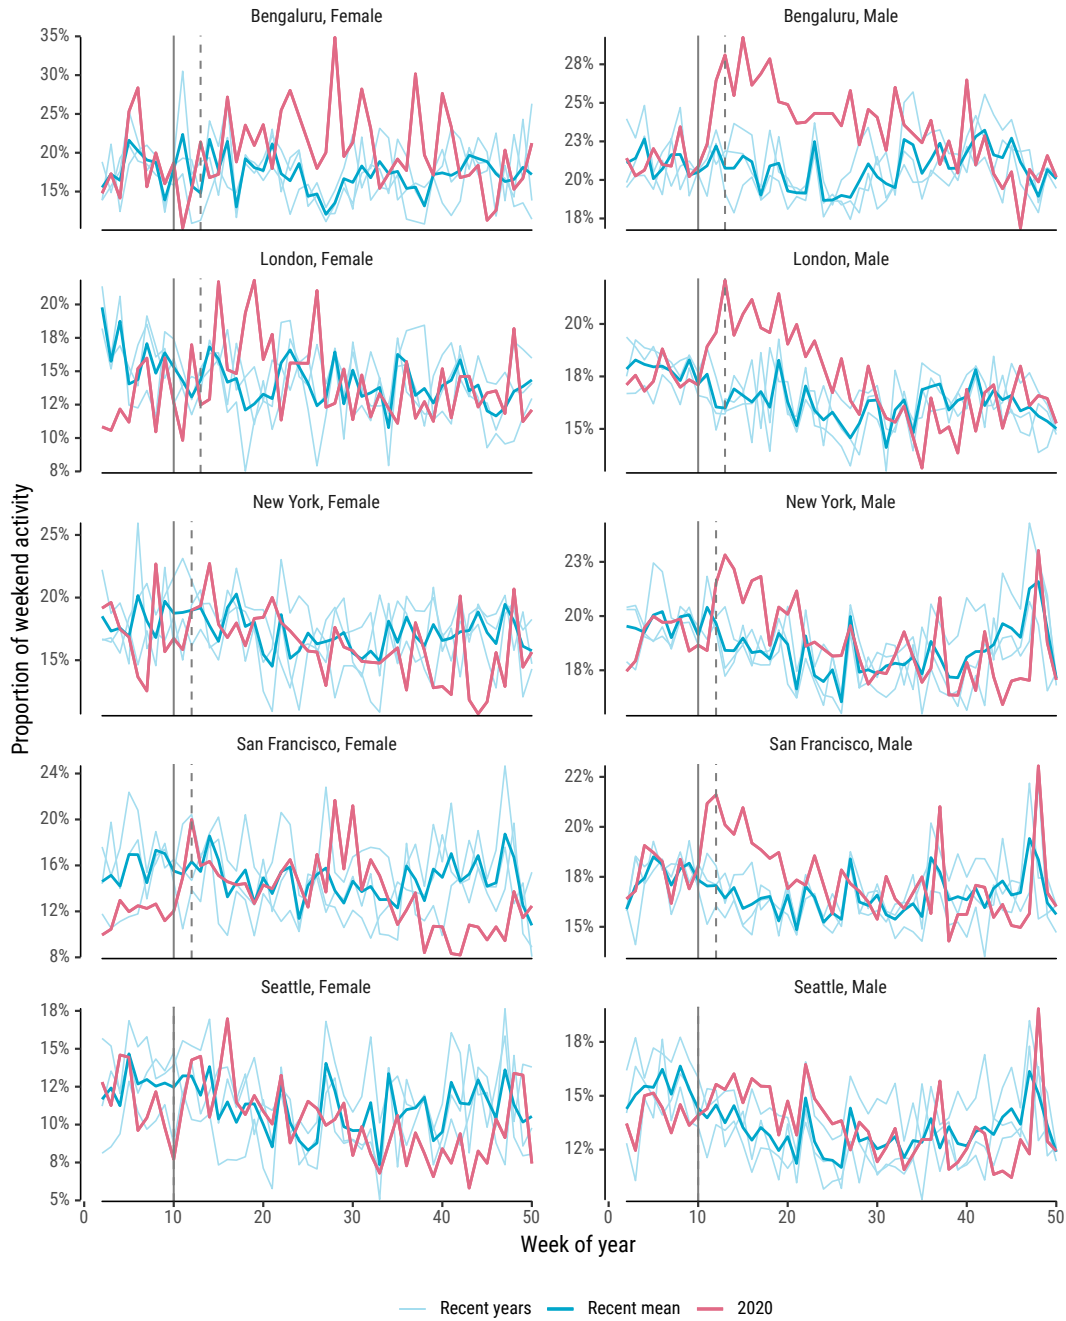 Bengaluru, Female
Bengaluru, Male
35%
30%
25%
20%
15%
28%
25%
23%
20%
18%
London, Female
London, Male
20%
18%
15%
12%
10%
8%
20%
18%
15%
New York, Female
New York, Male
25%
20%
15%
23%
20%
18%
Proportion of weekend activity
San Francisco, Female
San Francisco, Male
24%
20%
16%
12%
8%
22%
20%
18%
15%
Seattle, Female
Seattle, Male
18%
15%
12%
10%
8%
5%
18%
15%
12%
0 10 20 30 40 50
0 10 20 30 40 50
Week of year
Recent years Recent mean 2020